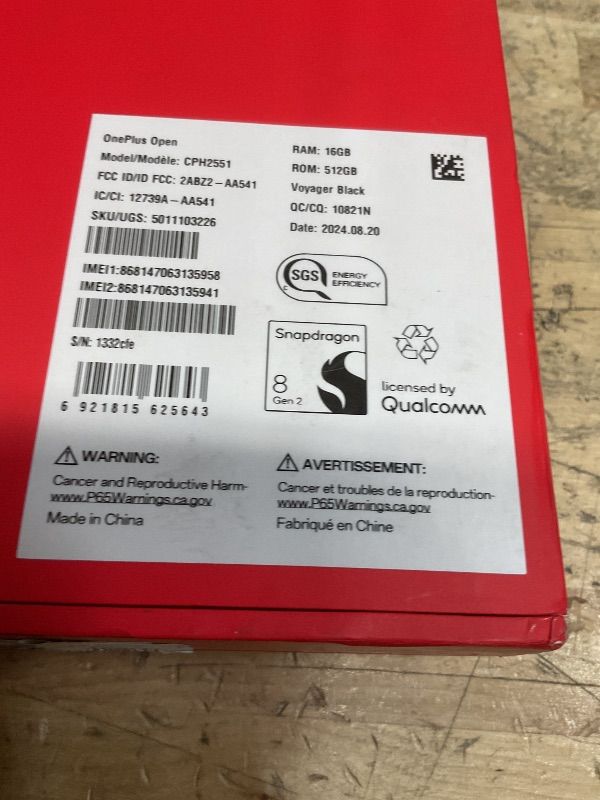 OnePlus Open
Model/Modèle: CPH2551
FCC ID/ID FCC: 2ABZ2-AA541
IC/CI: 12739A-AA541
SKU/UGS: 5011103226
IMEI1:868147063135958
IMEI2:868147063135941
S/N: 1332cfe
6 921815 625643
RAM: 16GB
ROM: 512GB
Voyager Black
QC/CQ: 10821N
Date: 2024.08.20
SGS ENERGY
EFFICIENCY
C
Snapdragon
8
Gen 2
licensed by
Qualcomm
⚠ WARNING:
Cancer and Reproductive Harm-
www.P65Warnings.ca.gov
Made in China
⚠ AVERTISSEMENT:
Cancer et troubles de la reproduction-
www.P65Warnings.ca.gov
Fabriqué en Chine